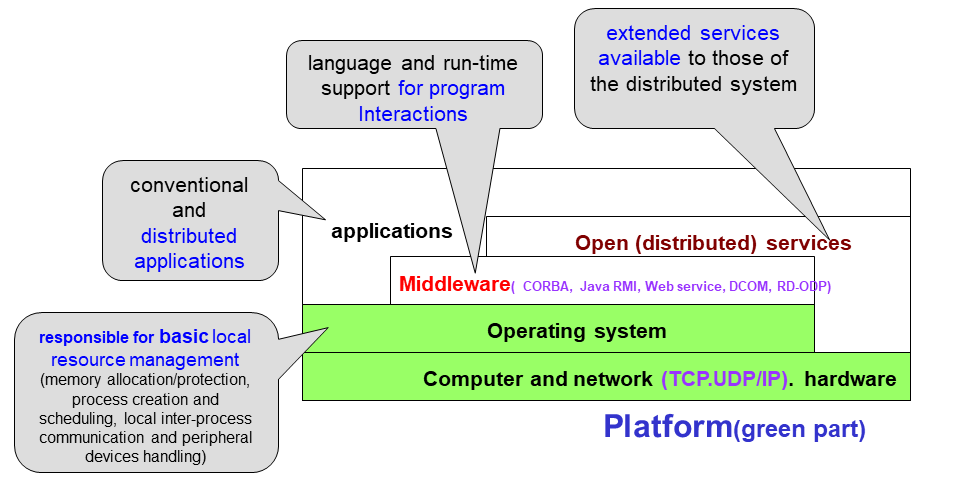 extended services
available to those of
the distributed system
language and run-time
support for program
Interactions
conventional
and
distributed
applications
applications
Open (distributed) services
Middleware( CORBA, Java RMI, Web service, DCOM, RD-ODP)
responsible for basic local
resource management
(memory allocation/protection,
process creation and
scheduling, local inter-process
communication and peripheral
devices handling)
Operating system
Computer and network (TCP.UDP/IP). hardware
Platform(green part)